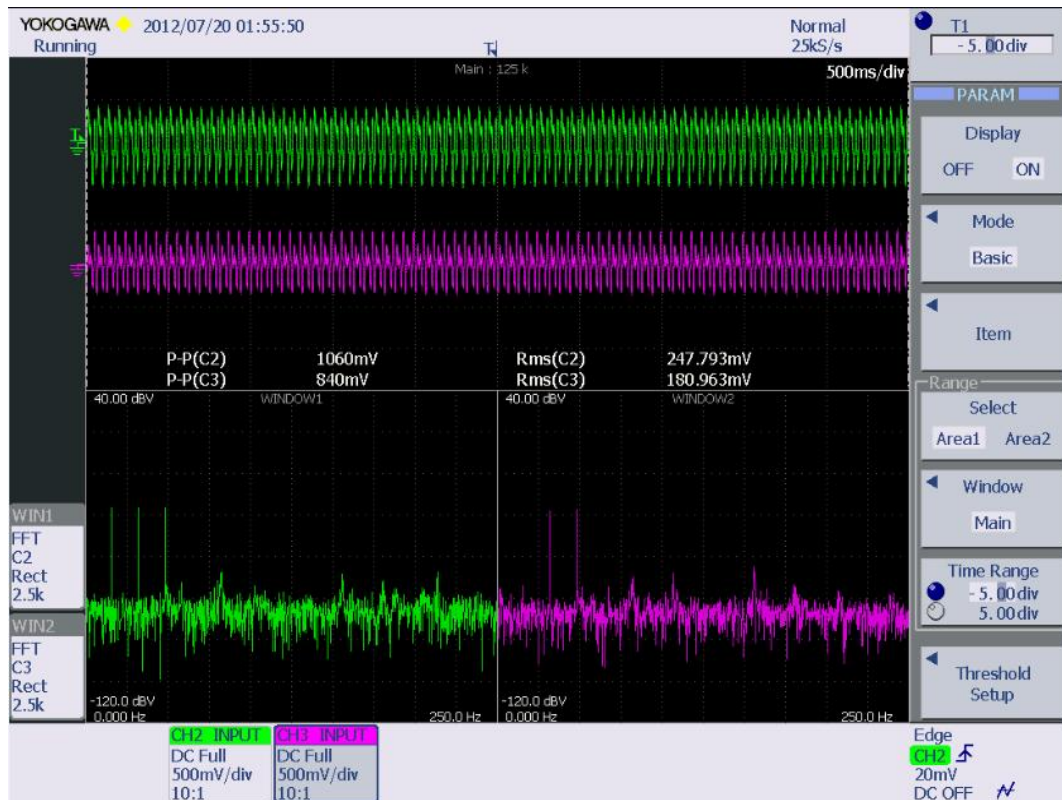 YOKOGAWA 2012/07/20 01:55:50
Running
Normal
25kS/s
T
Main : 125 k
500ms/div
P-P(C2) 1060mV Rms(C2) 247.793mV
P-P(C3) 840mV Rms(C3) 180.963mV
40.00 dBV WINDOW1
40.00 dBV WINDOW2
-120.0 dBV
0.000 Hz 250.0 Hz
-120.0 dBV
0.000 Hz 250.0 Hz
WIN1
FFT
C2
Rect
2.5k
WIN2
FFT
C3
Rect
2.5k
CH2 INPUT
DC Full
500mV/div
10:1
CH3 INPUT
DC Full
500mV/div
10:1
T1
-5.00div
PARAM
Display
OFF ON
Mode
Basic
Item
Range
Select
Area1 Area2
Window
Main
Time Range
-5.00div
5.00div
Threshold
Setup
Edge
CH2
20mV
DC OFF